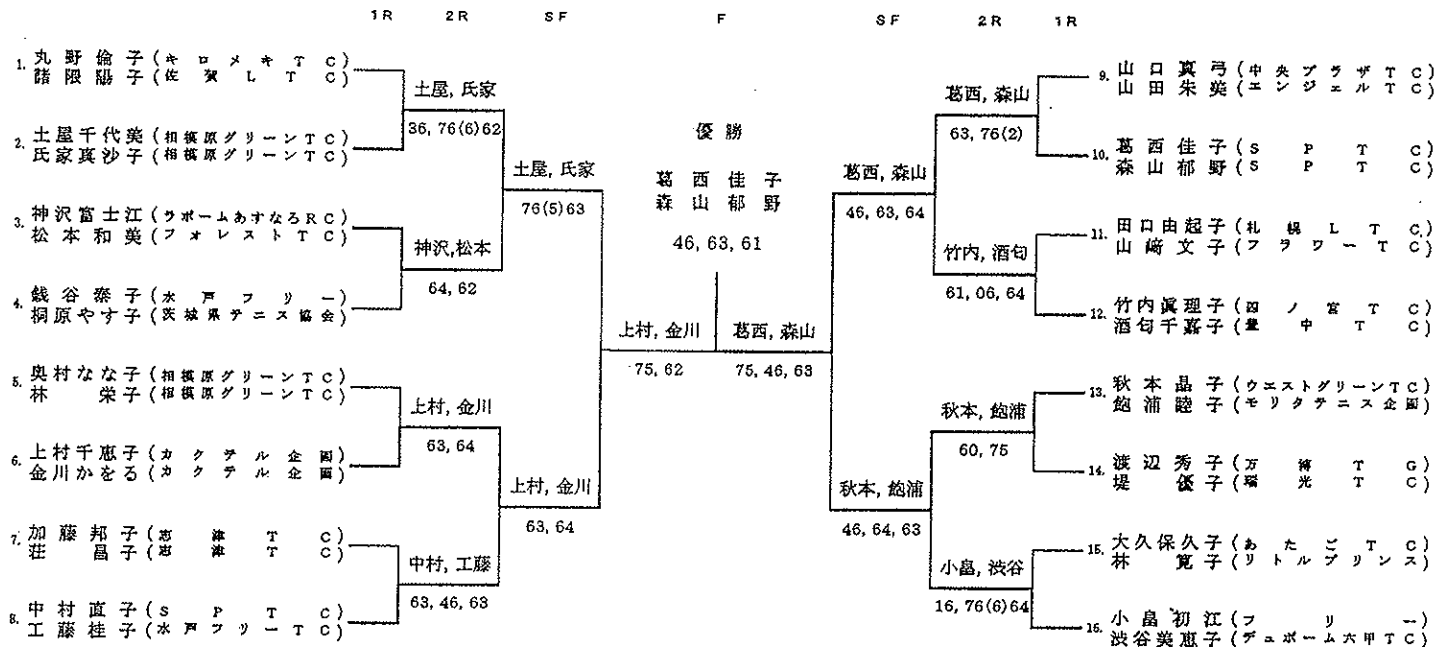 1R 2R SF F SF 2R 1R
1. 丸野倫子(キロメキTC)
諸隈陽子(佐賀LTC)
土屋, 氏家
36, 76(6)62
2. 土屋千代美(相模原グリーンTC)
氏家真沙子(相模原グリーンTC)
土屋, 氏家
76(5)63
3. 神沢富士江(ラポームあすなろRC)
松本和美(フォレストTC)
神沢,松本
64, 62
4. 銭谷泰子(水戸フリー)
桐原やす子(茨城県テニス協会)
上村, 金川
75, 62
5. 奥村なな子(相模原グリーンTC)
林栄子(相模原グリーンTC)
上村, 金川
63, 64
6. 上村千恵子(カクテル企画)
金川かをる(カクテル企画)
上村, 金川
63, 64
7. 加藤邦子(志津TC)
荘昌子(志津TC)
中村, 工藤
63, 46, 63
8. 中村直子(SPTC)
工藤桂子(水戸フリーTC)
優勝
葛西佳子
森山郁野
46, 63, 61
9. 山口真弓(中央プラザTC)
山田朱美(エンジェルTC)
葛西, 森山
63, 76(2)
10. 葛西佳子(SPTC)
森山郁野(SPTC)
葛西, 森山
46, 63, 64
11. 田口由起子(札幌LTC)
山﨑文子(フラワーTC)
竹内, 酒匂
61, 06, 64
12. 竹内眞理子(四ノ宮TC)
酒匂千嘉子(豊中TC)
葛西, 森山
75, 46, 63
13. 秋本晶子(ウエストグリーンTC)
飽浦睦子(モリタテニス企画)
秋本, 飽浦
60, 75
14. 渡辺秀子(万博TG)
堤優子(瑞光TC)
秋本, 飽浦
46, 64, 63
15. 大久保久子(あたごTC)
林寛子(リトルプリンス)
小畠, 渋谷
16, 76(6)64
16. 小畠初江(フリー)
渋谷美恵子(デュポーム六甲TC)